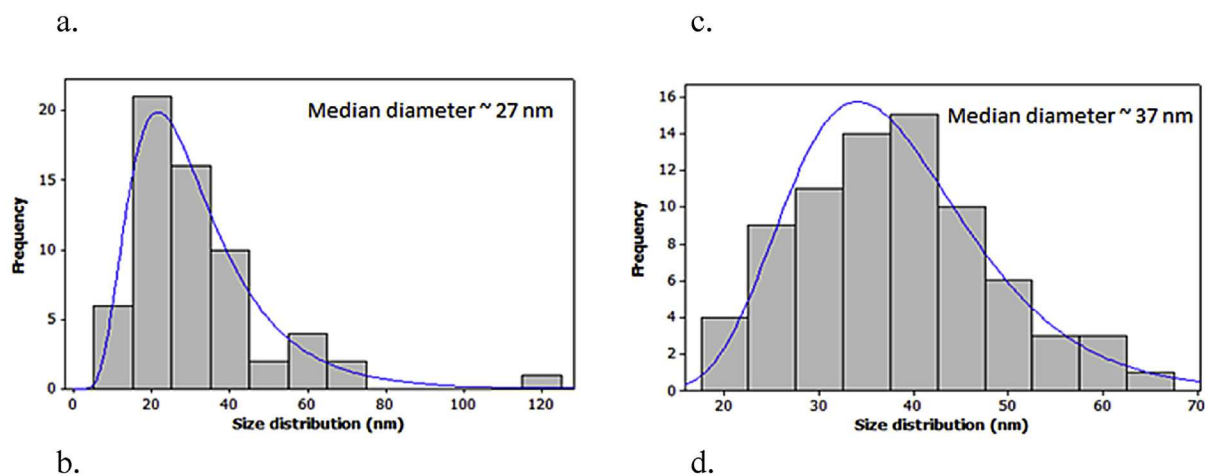 a.
c.
Median diameter ~ 27 nm
Frequency
20
15
10
5
0
0 20 40 60 80 100 120
Size distribution (nm)
Median diameter ~ 37 nm
Frequency
16
14
12
10
8
6
4
2
0
20 30 40 50 60 70
Size distribution (nm)
b.
d.